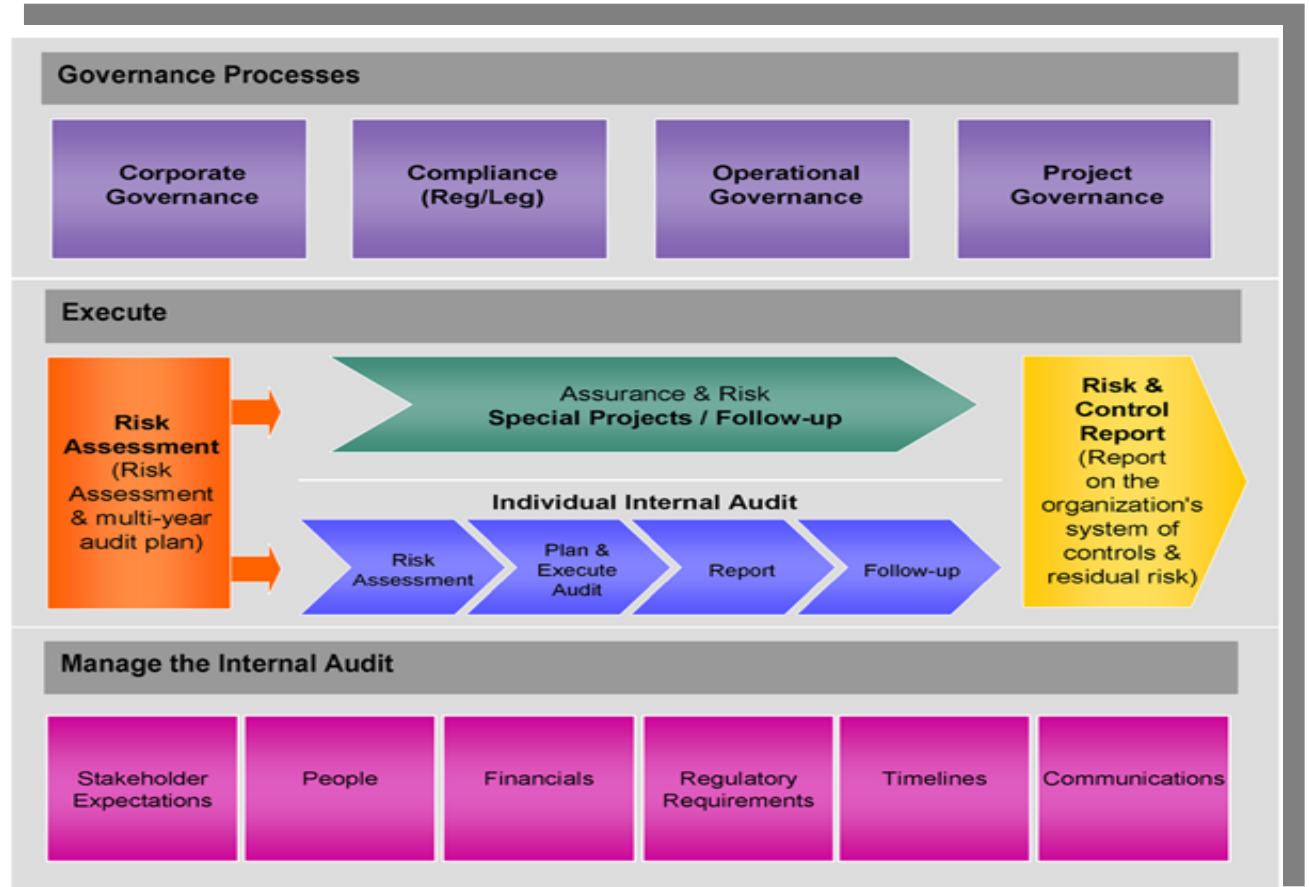 Governance Processes
Corporate
Governance
Compliance
(Reg/Leg)
Operational
Governance
Project
Governance
Execute
Risk
Assessment
(Risk
Assessment
& multi-year
audit plan)
Assurance & Risk
Special Projects / Follow-up
Individual Internal Audit
Risk
Assessment
Plan &
Execute
Audit
Report
Follow-up
Risk &
Control
Report
(Report
on the
organization's
system of
controls &
residual risk)
Manage the Internal Audit
Stakeholder
Expectations
People
Financials
Regulatory
Requirements
Timelines
Communications